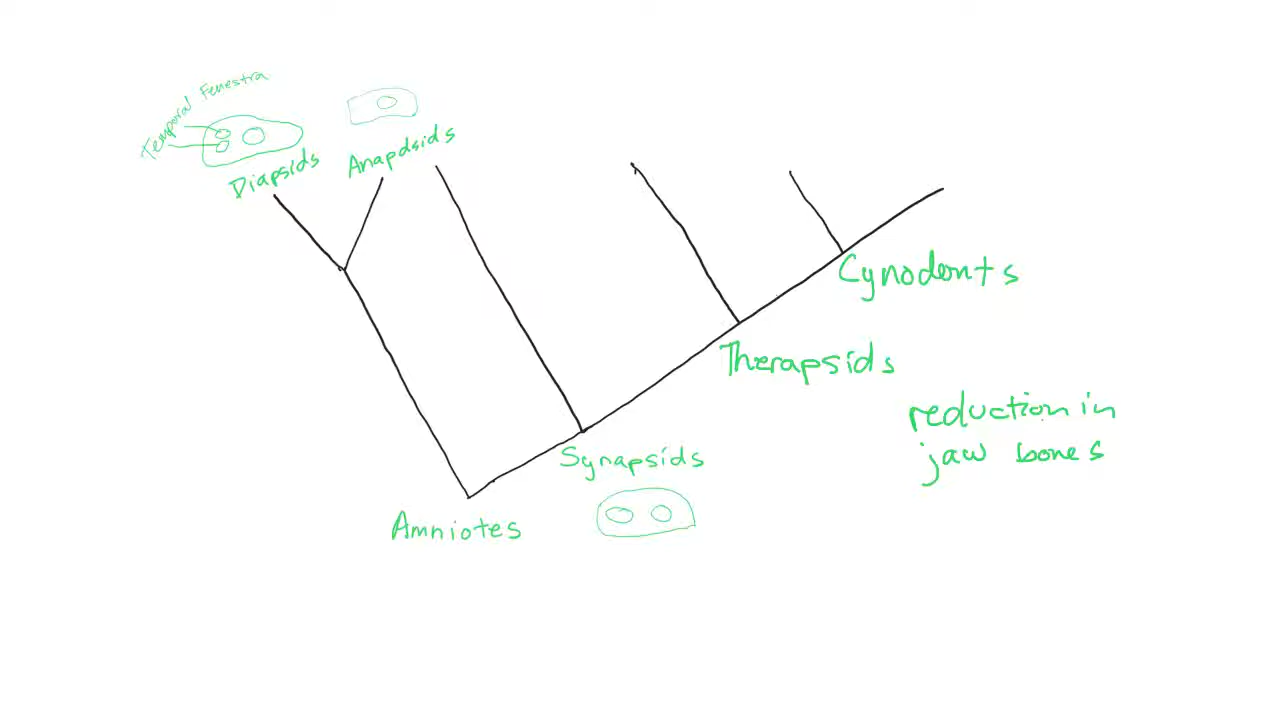 Temporal Fenestra
Diapsids
Anapdsids
Cynodonts
Therapsids
reduction in
jaw bones
Synapsids
Amniotes